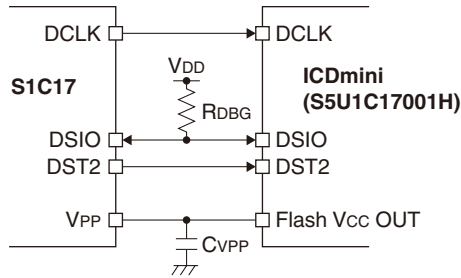 DCLK
DCLK
VDD
S1C17
ICDmini
(S5U1C17001H)
RDBG
DSIO
DSIO
DST2
DST2
VPP
Flash VCC OUT
CVPP